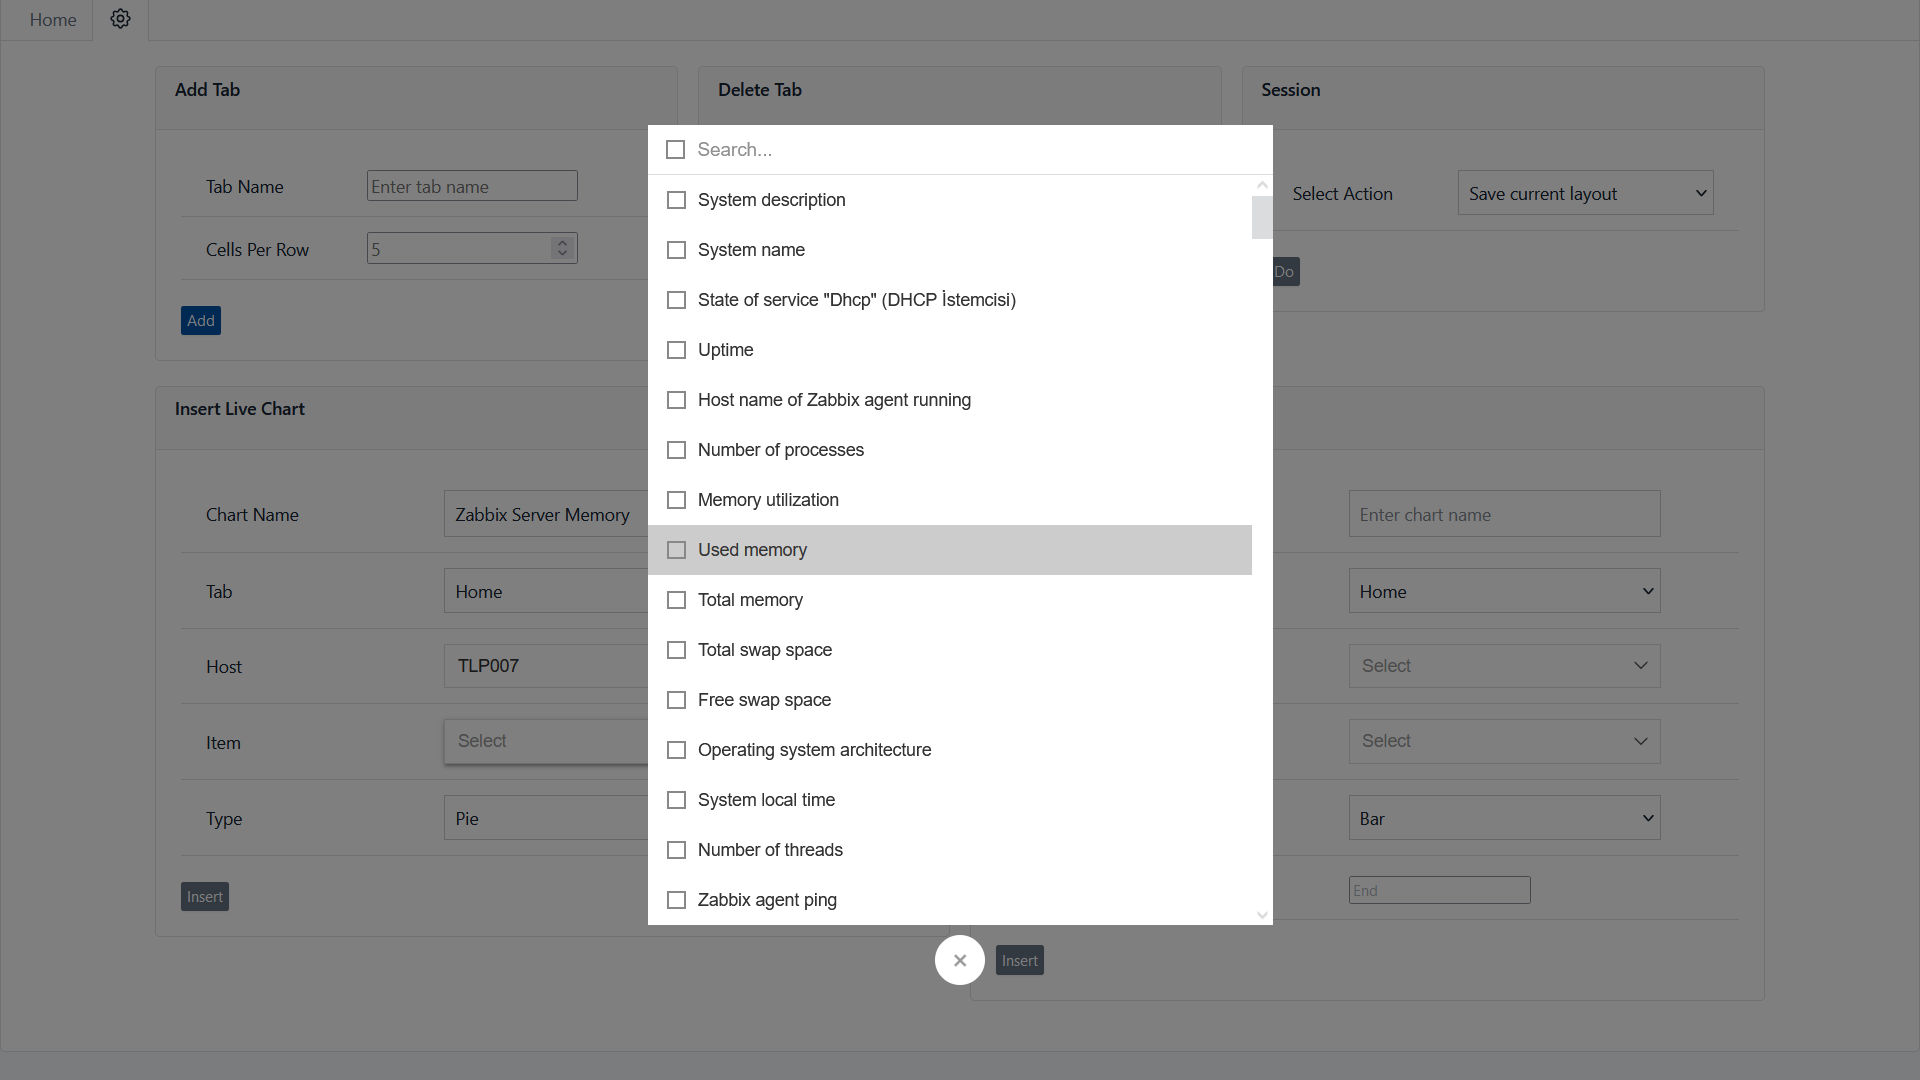 Home
Add Tab
Delete Tab
Session
Tab Name
Enter tab name
Cells Per Row
5
Add
Select Action
Save current layout
Do
Search...
System description
System name
State of service "Dhcp" (DHCP İstemcisi)
Uptime
Host name of Zabbix agent running
Number of processes
Memory utilization
Used memory
Total memory
Total swap space
Free swap space
Operating system architecture
System local time
Number of threads
Zabbix agent ping
Insert Live Chart
Chart Name
Zabbix Server Memory
Tab
Home
Host
TLP007
Item
Select
Type
Pie
Insert
Enter chart name
Home
Select
Select
Bar
End
Insert